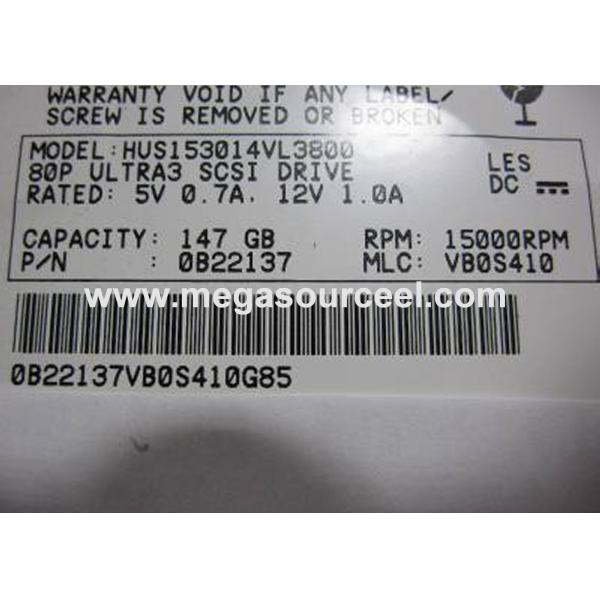 WARRANTY VOID IF ANY LABEL/
SCREW IS REMOVED OR BROKEN
MODEL:HUS153014VL3800
80P ULTRA3 SCSI DRIVE
RATED: 5V 0.7A, 12V 1.0A
LES
DC
CAPACITY: 147 GB RPM: 15000RPM
P/N : 0B22137 MLC: VB0S410
www.megasourceel.com
0B22137VB0S410G85